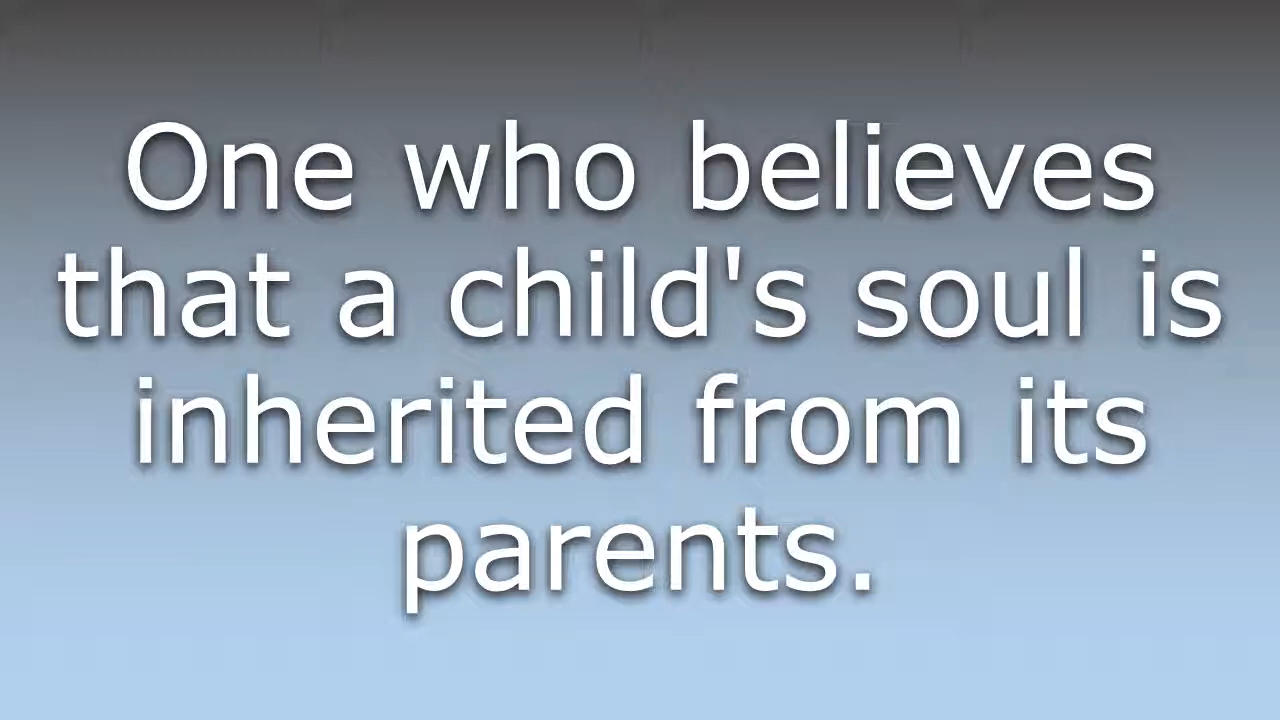 One who believes
that a child's soul is
inherited from its
parents.